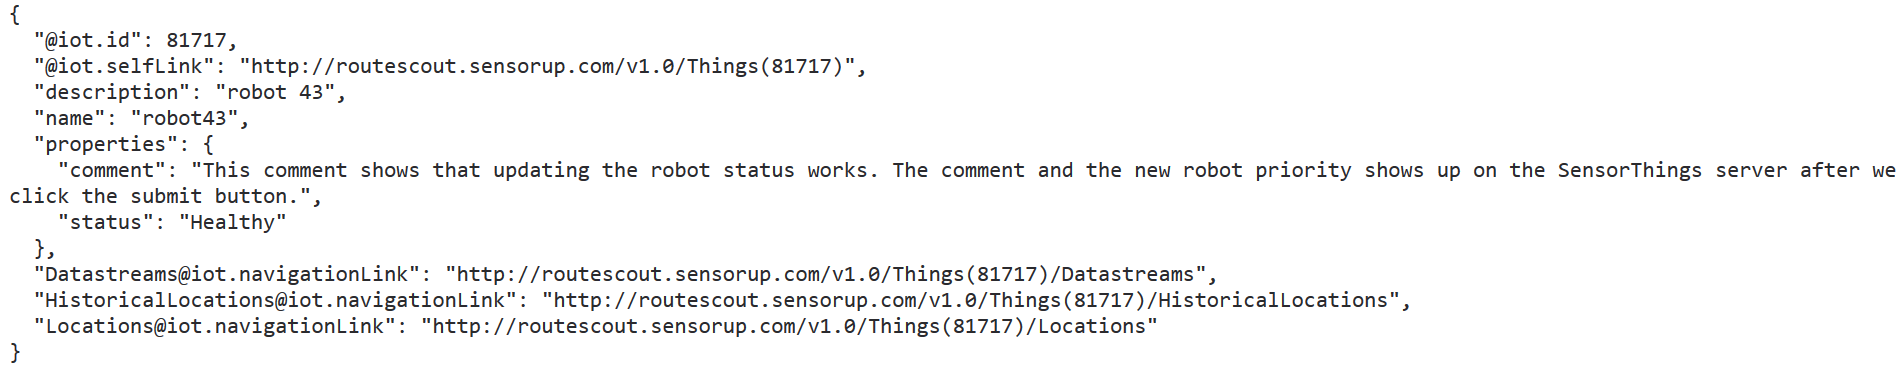 {
  "@iot.id": 81717,
  "@iot.selfLink": "http://routescout.sensorup.com/v1.0/Things(81717)",
  "description": "robot 43",
  "name": "robot43",
  "properties": {
    "comment": "This comment shows that updating the robot status works. The comment and the new robot priority shows up on the SensorThings server after we
click the submit button.",
    "status": "Healthy"
  },
  "Datastreams@iot.navigationLink": "http://routescout.sensorup.com/v1.0/Things(81717)/Datastreams",
  "HistoricalLocations@iot.navigationLink": "http://routescout.sensorup.com/v1.0/Things(81717)/HistoricalLocations",
  "Locations@iot.navigationLink": "http://routescout.sensorup.com/v1.0/Things(81717)/Locations"
}